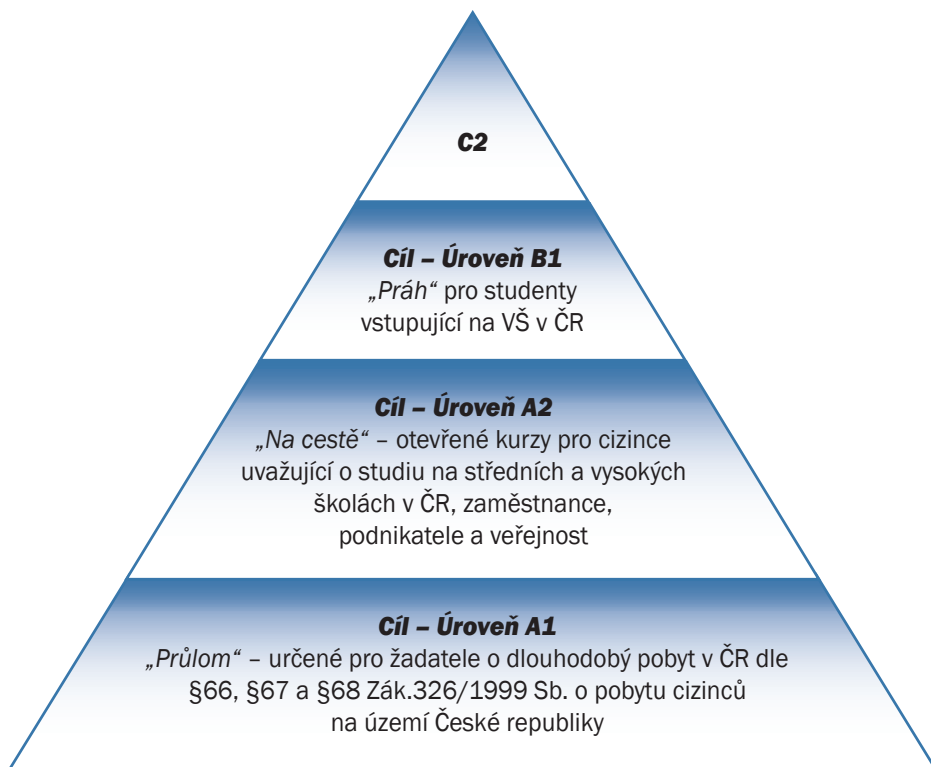 C2
Cíl – Úroveň B1
„Práh“ pro studenty
vstupující na VŠ v ČR
Cíl – Úroveň A2
„Na cestě“ – otevřené kurzy pro cizince
uvažující o studiu na středních a vysokých
školách v ČR, zaměstnance,
podnikatele a veřejnost
Cíl – Úroveň A1
„Průlom“ – určené pro žadatele o dlouhodobý pobyt v ČR dle
§66, §67 a §68 Zák.326/1999 Sb. o pobytu cizinců
na území České republiky